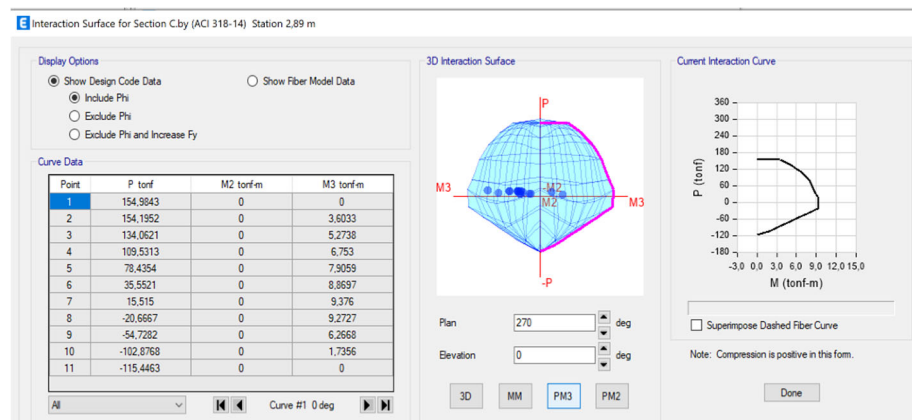 E Interaction Surface for Section C.by (ACI 318-14) Station 2,89 m
Display Options
Show Design Code Data
Show Fiber Model Data
Include Phi
Exclude Phi
Exclude Phi and Increase Fy
Curve Data
Point P tonf M2 tonf-m M3 tonf-m
1 154,9843 0 0
2 154,1952 0 3,6033
3 134,0621 0 5,2738
4 109,5313 0 6,753
5 78,4354 0 7,9059
6 35,5521 0 8,8697
7 15,515 0 9,376
8 -20,6667 0 9,2727
9 -54,7282 0 6,2668
10 -102,8768 0 1,7356
11 -115,4463 0 0
All
Curve #1 0 deg
3D Interaction Surface
P
M3
-M2
M2
M3
-P
Plan 270 deg
Elevation 0 deg
3D MM PM3 PM2
Current Interaction Curve
P (tonf)
360
300
240
180
120
60
0
-60
-120
-180
-3,0 0,0 3,0 6,0 9,0 12,0 15,0
M (tonf-m)
Superimpose Dashed Fiber Curve
Note: Compression is positive in this form.
Done